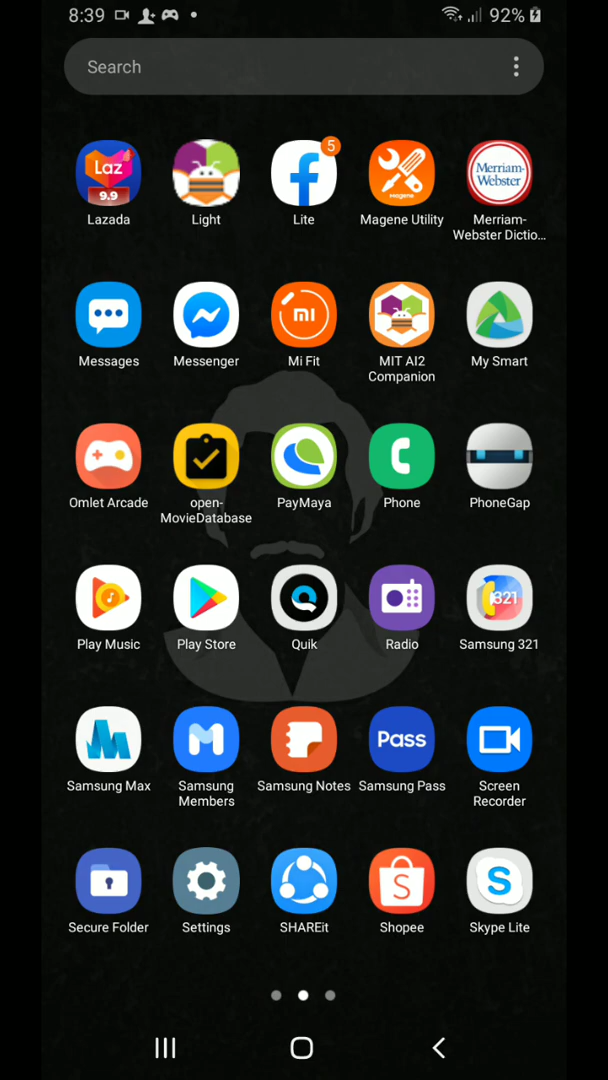 8:39
92%
Search
Laz
9.9
5
Magene
Merriam-
Webster
Lazada
Light
Lite
Magene Utility
Merriam-
Webster Dictio...
mi
Messages
Messenger
Mi Fit
MIT AI2
Companion
My Smart
Omlet Arcade
open-
MovieDatabase
PayMaya
Phone
PhoneGap
321
Play Music
Play Store
Quik
Radio
Samsung 321
Pass
Samsung Max
Samsung
Members
Samsung Notes
Samsung Pass
Screen
Recorder
S
S
Secure Folder
Settings
SHAREit
Shopee
Skype Lite